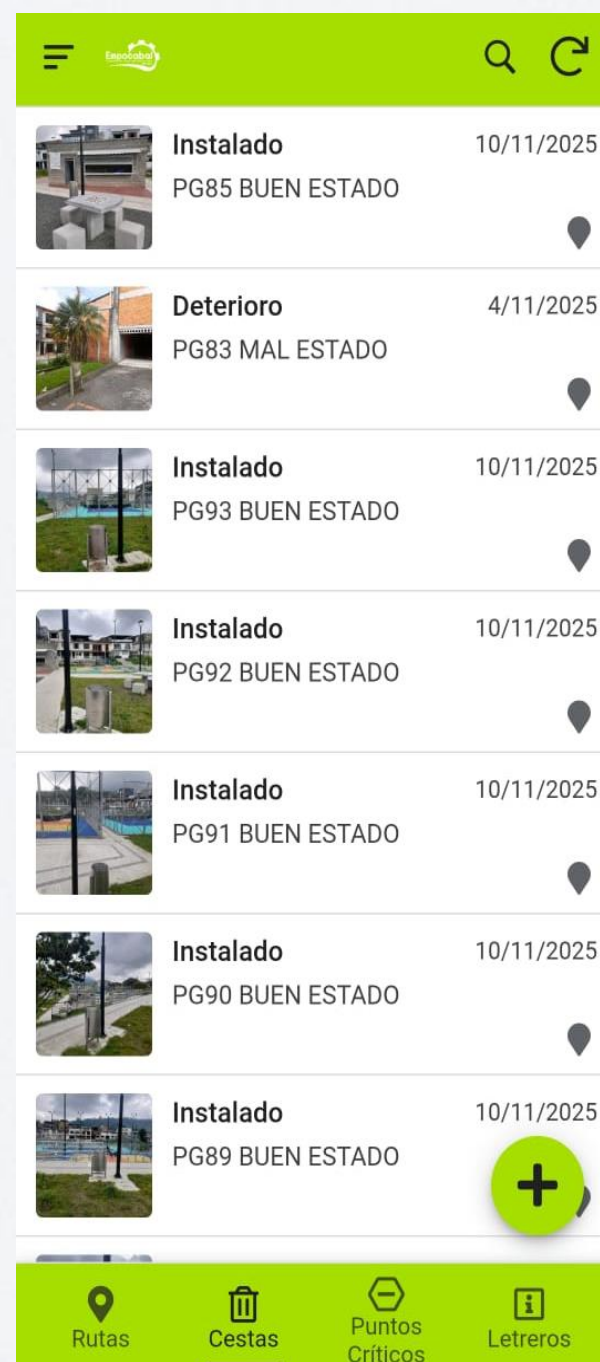 Empocabal
Instalado 10/11/2025
PG85 BUEN ESTADO
Deterioro 4/11/2025
PG83 MAL ESTADO
Instalado 10/11/2025
PG93 BUEN ESTADO
Instalado 10/11/2025
PG92 BUEN ESTADO
Instalado 10/11/2025
PG91 BUEN ESTADO
Instalado 10/11/2025
PG90 BUEN ESTADO
Instalado 10/11/2025
PG89 BUEN ESTADO
Rutas
Cestas
Puntos
Críticos
Letreros